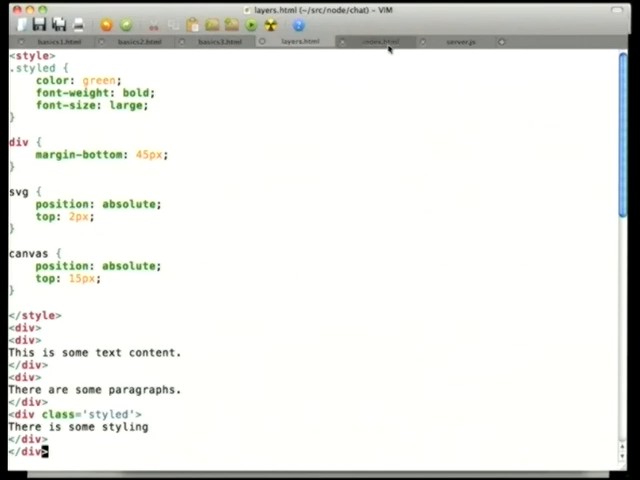 layers.html (~/src/node/chat) - VIM
basics1.html basics2.html basics3.html layers.html index.html server.js
<style>
.styled {
color: green;
font-weight: bold;
font-size: large;
}
div {
margin-bottom: 45px;
}
svg {
position: absolute;
top: 2px;
}
canvas {
position: absolute;
top: 15px;
}
</style>
<div>
<div>
This is some text content.
</div>
<div>
There are some paragraphs.
</div>
<div class='styled'>
There is some styling
</div>
</div>